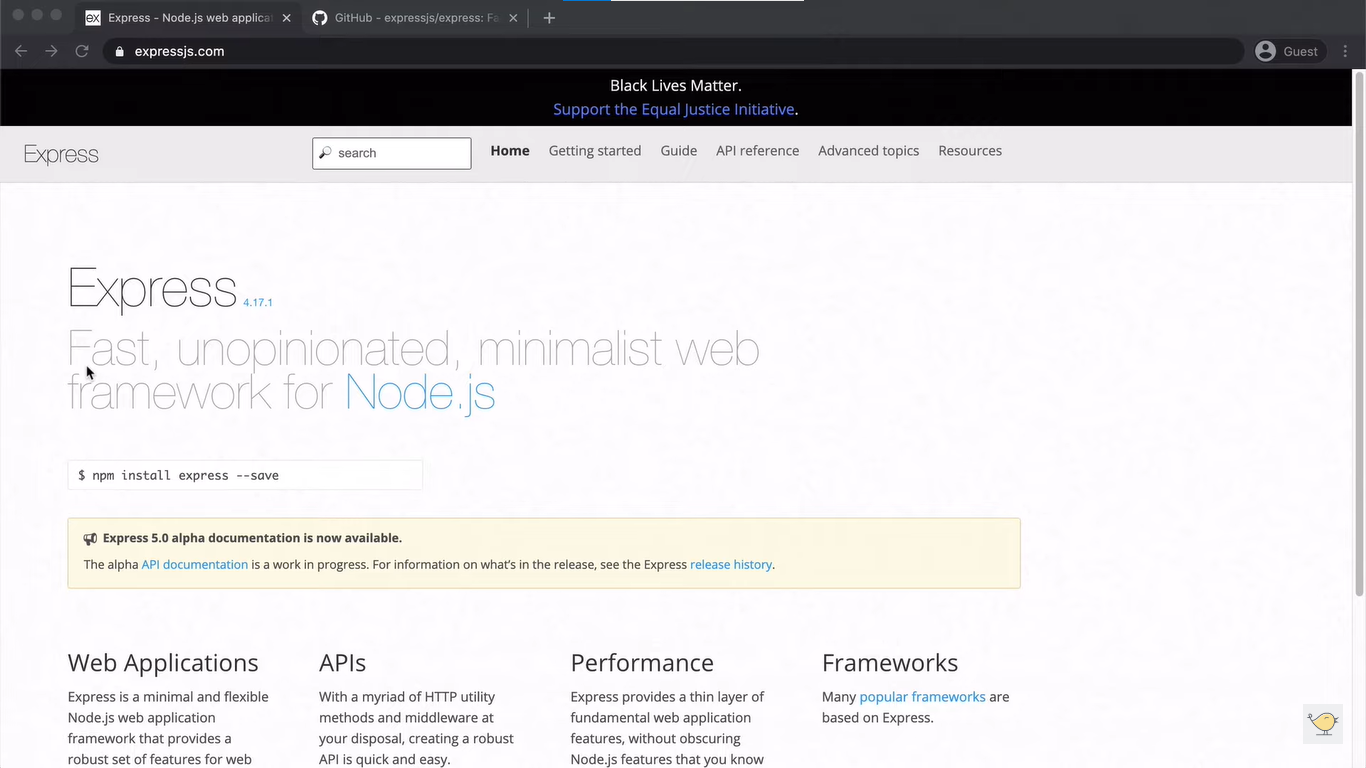 ex Express - Node.js web applica
GitHub - expressjs/express: Fa
expressjs.com
Guest
Black Lives Matter.
Support the Equal Justice Initiative.
Express
search
Home Getting started Guide API reference Advanced topics Resources
Express 4.17.1
Fast, unopinionated, minimalist web
framework for Node.js
$ npm install express --save
Express 5.0 alpha documentation is now available.
The alpha API documentation is a work in progress. For information on what’s in the release, see the Express release history.
Web Applications
Express is a minimal and flexible
Node.js web application
framework that provides a
robust set of features for web
APIs
With a myriad of HTTP utility
methods and middleware at
your disposal, creating a robust
API is quick and easy.
Performance
Express provides a thin layer of
fundamental web application
features, without obscuring
Node.js features that you know
Frameworks
Many popular frameworks are
based on Express.